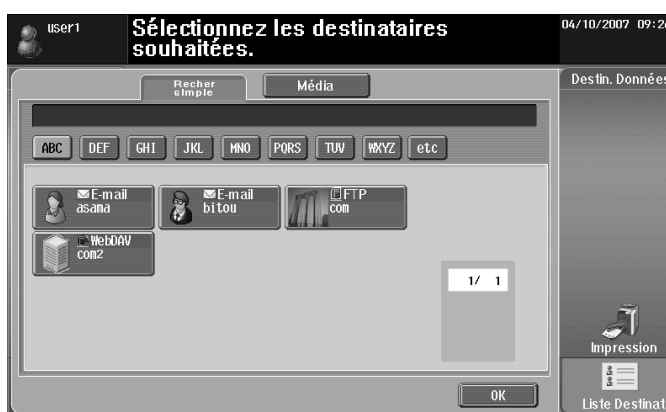 user1
Sélectionnez les destinataires
souhaitées.
04/10/2007 09:26
Destin. Données
Recher
simple
Média
ABC DEF GHI JKL MNO PQRS TUV WXYZ etc
E-mail
asama
E-mail
bitou
FTP
com
WebDAV
com2
1/ 1
Impression
OK
Liste Destinat